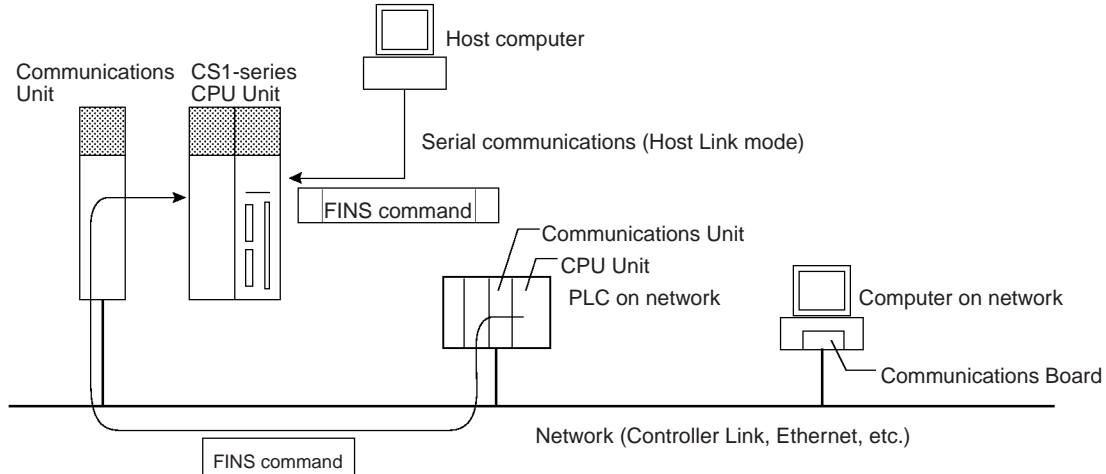 Host computer
Communications
Unit
CS1-series
CPU Unit
Serial communications (Host Link mode)
FINS command
Communications Unit
CPU Unit
PLC on network
Computer on network
Communications Board
Network (Controller Link, Ethernet, etc.)
FINS command